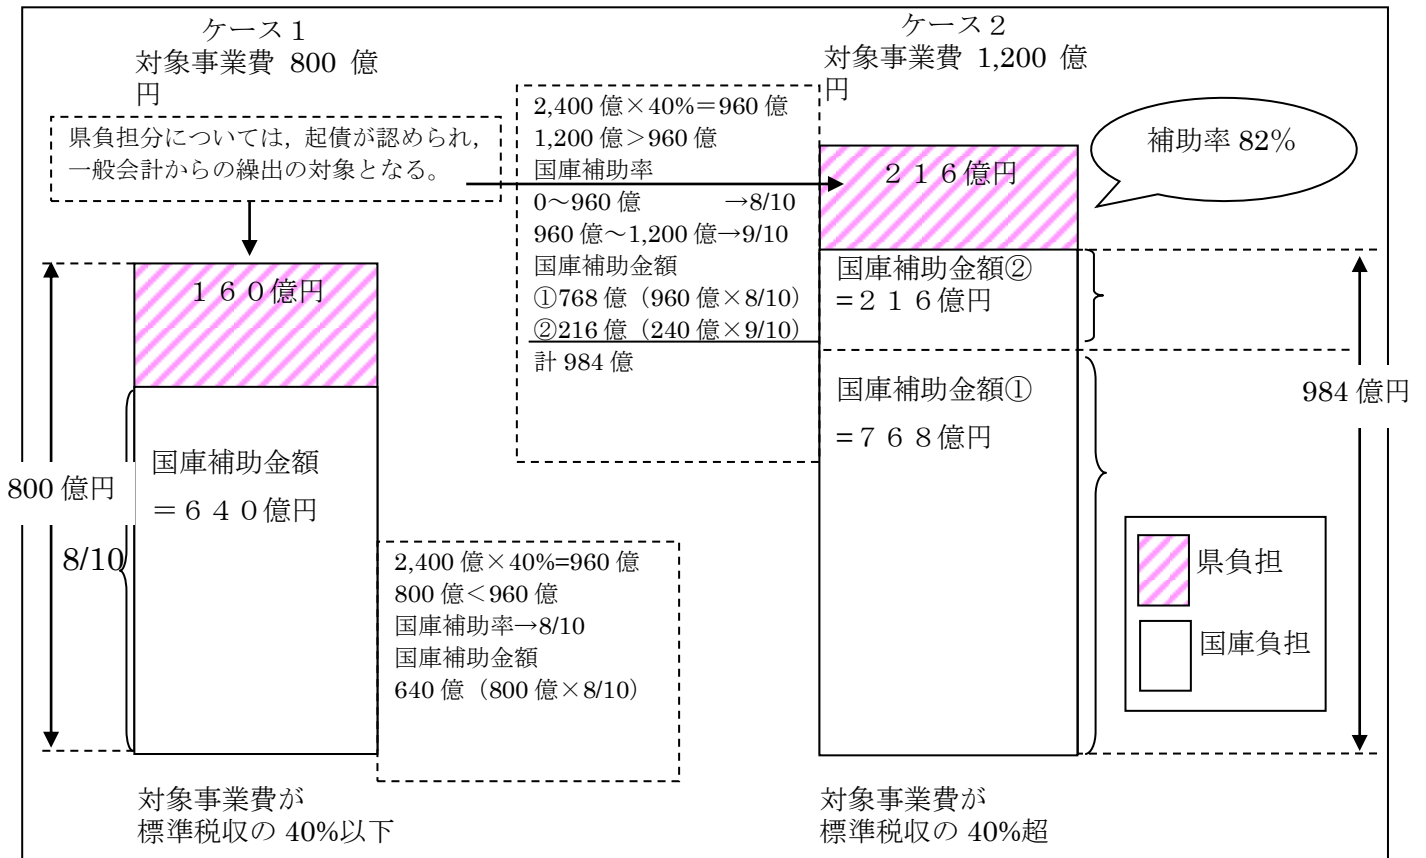 ケース１
対象事業費 800 億
円
県負担分については，起債が認められ，
一般会計からの繰出の対象となる。
１６０億円
800 億円
8/10
国庫補助金額
＝６４０億円
2,400 億×40%=960 億
800 億＜960 億
国庫補助率→8/10
国庫補助金額
640 億（800 億×8/10）
対象事業費が
標準税収の 40%以下
2,400 億×40%＝960 億
1,200 億＞960 億
国庫補助率
0～960 億 →8/10
960 億～1,200 億→9/10
国庫補助金額
①768 億（960 億×8/10）
②216 億（240 億×9/10）
計 984 億
ケース２
対象事業費 1,200 億
円
補助率 82%
２１６億円
国庫補助金額②
=２１６億円
国庫補助金額①
=７６８億円
984 億円
県負担
国庫負担
対象事業費が
標準税収の 40%超